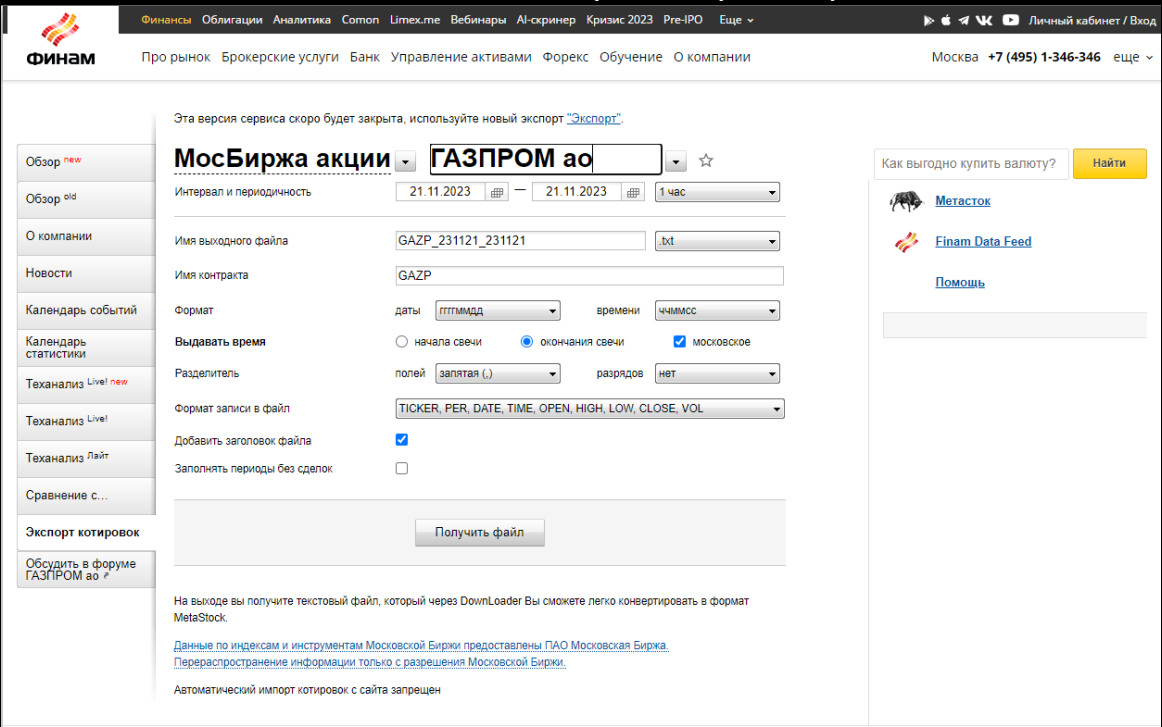 Финансы Облигации Аналитика Comon Limex.me Вебинары AI-скринер Кризис 2023 Pre-IPO Еще Личный кабинет / Вход
ФИНАМ
Про рынок Брокерские услуги Банк Управление активами Форекс Обучение О компании Москва +7 (495) 1-346-346 еще
Эта версия сервиса скоро будет закрыта, используйте новый экспорт "Экспорт".
МосБиржа акции ГАЗПРОМ ао
Интервал и периодичность 21.11.2023 — 21.11.2023 1 час
Имя выходного файла GAZP_231121_231121 .txt
Имя контракта GAZP
Формат даты ггггммдд времени ччммсс
Выдавать время начала свечи окончания свечи московское
Разделитель полей запятая (,) разрядов нет
Формат записи в файл TICKER, PER, DATE, TIME, OPEN, HIGH, LOW, CLOSE, VOL
Добавить заголовок файла
Заполнять периоды без сделок
Получить файл
На выходе вы получите текстовый файл, который через DownLoader Вы сможете легко конвертировать в формат
MetaStock.
Данные по индексам и инструментам Московской Биржи предоставлены ПАО Московская Биржа.
Перераспространение информации только с разрешения Московской Биржи.
Автоматический импорт котировок с сайта запрещен
Обзор new
Обзор old
О компании
Новости
Календарь событий
Календарь
статистики
Теханализ Live! new
Теханализ Live!
Теханализ Лайт
Сравнение с...
Экспорт котировок
Обсудить в форуме
ГАЗПРОМ ао
Как выгодно купить валюту? Найти
Метасток
Finam Data Feed
Помощь